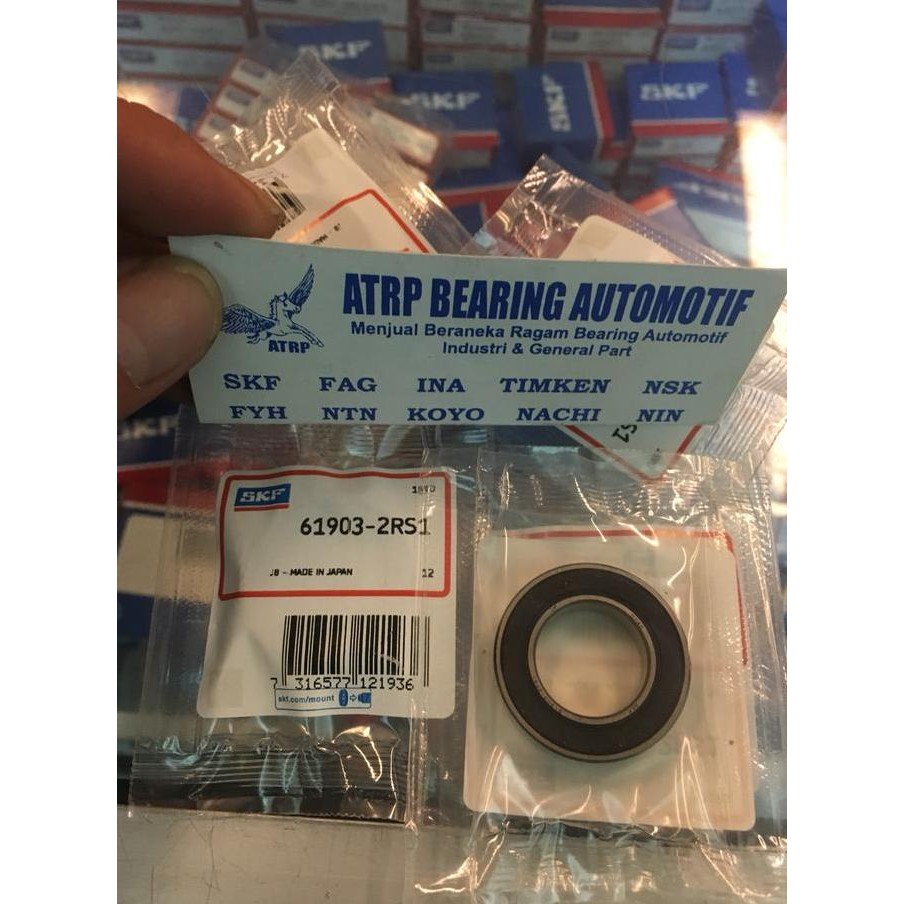 SKF
SKF
SKF
ATRP BEARING AUTOMOTIF
Menjual Beraneka Ragam Bearing Automotif
Industri & General Part
ATRP
SKF FAG INA TIMKEN NSK
FYH NTN KOYO NACHI NIN
SKF
SKF
61903-2RS1
J8 - MADE IN JAPAN 12
7 316577 121936
skf.com/mount